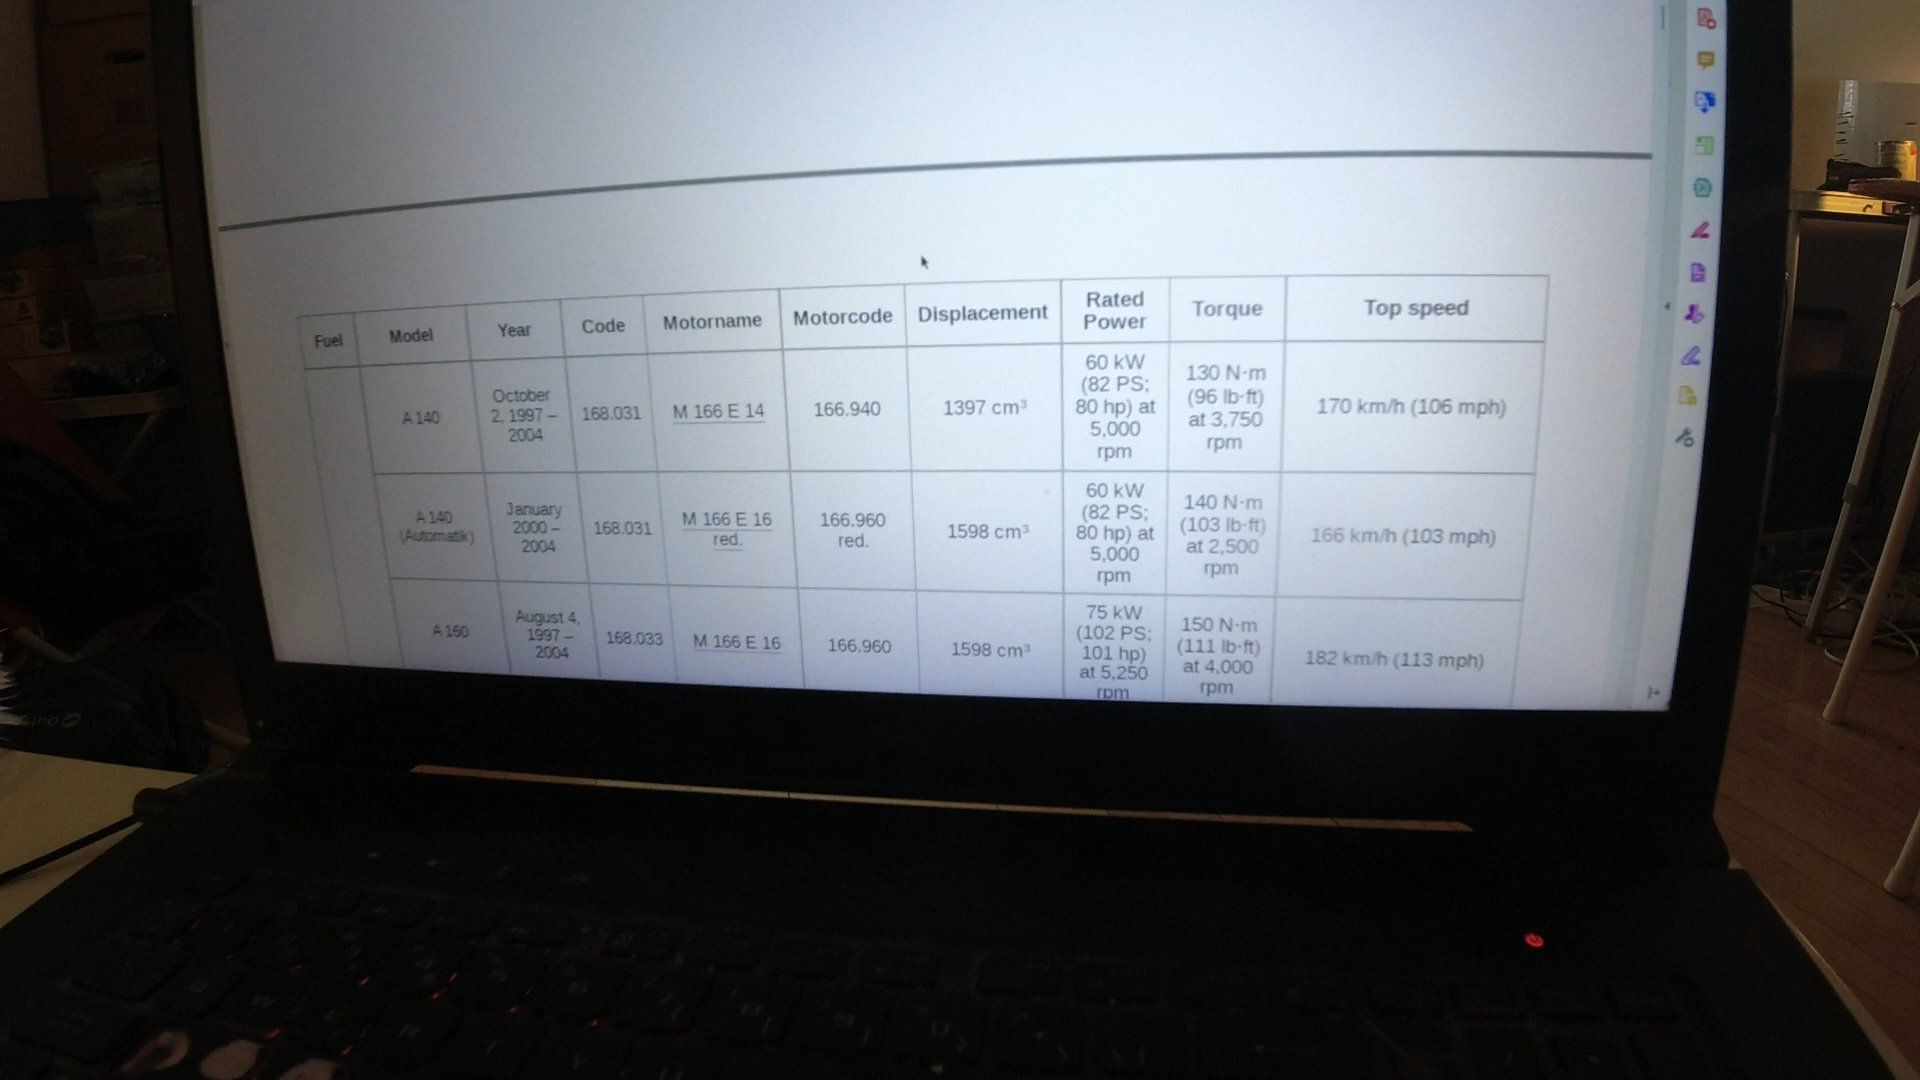 Fuel Model Year Code Motorname Motorcode Displacement Rated Power Torque Top speed
A 140
October
2, 1997 –
2004
168.031
M 166 E 14
166.940
1397 cm³
60 kW
(82 PS;
80 hp) at
5,000
rpm
130 N·m
(96 lb·ft)
at 3,750
rpm
170 km/h (106 mph)
A 140
(Automatik)
January
2000 –
2004
168.031
M 166 E 16
red.
166.960
red.
1598 cm³
60 kW
(82 PS;
80 hp) at
5,000
rpm
140 N·m
(103 lb·ft)
at 2,500
rpm
166 km/h (103 mph)
A 160
August 4,
1997 –
2004
168.033
M 166 E 16
166.960
1598 cm³
75 kW
(102 PS;
101 hp)
at 5,250
rpm
150 N·m
(111 lb·ft)
at 4,000
rpm
182 km/h (113 mph)